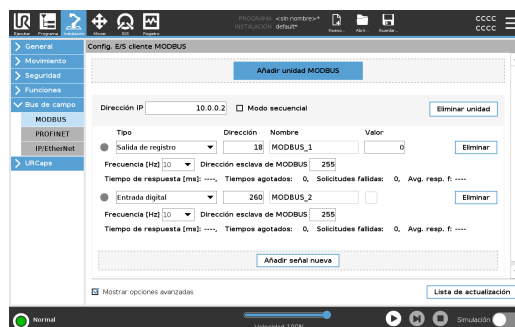 PROGRAMA <sin nombre>*
INSTALACIÓN default*
Ejecutar Programa Instalación Mover E/S Registro
Nuevo... Abrir... Guardar...
CCCC
CCCC
General
Movimiento
Seguridad
Funciones
Bus de campo
MODBUS
PROFINET
IP/EtherNet
URCaps
Config. E/S cliente MODBUS
Añadir unidad MODBUS
Dirección IP 10.0.0.2 Modo secuencial Eliminar unidad
Tipo Dirección Nombre Valor
Salida de registro 18 MODBUS_1 0 Eliminar
Frecuencia [Hz] 10 Dirección esclava de MODBUS 255
Tiempo de respuesta [ms]: ----, Tiempos agotados: 0, Solicitudes fallidas: 0, Avg. resp. f: ----
Entrada digital 260 MODBUS_2 Eliminar
Frecuencia [Hz] 10 Dirección esclava de MODBUS 255
Tiempo de respuesta [ms]: ----, Tiempos agotados: 0, Solicitudes fallidas: 0, Avg. resp. f: ----
Añadir señal nueva
Mostrar opciones avanzadas
Lista de actualización
Normal
Velocidad 100%
Simulación